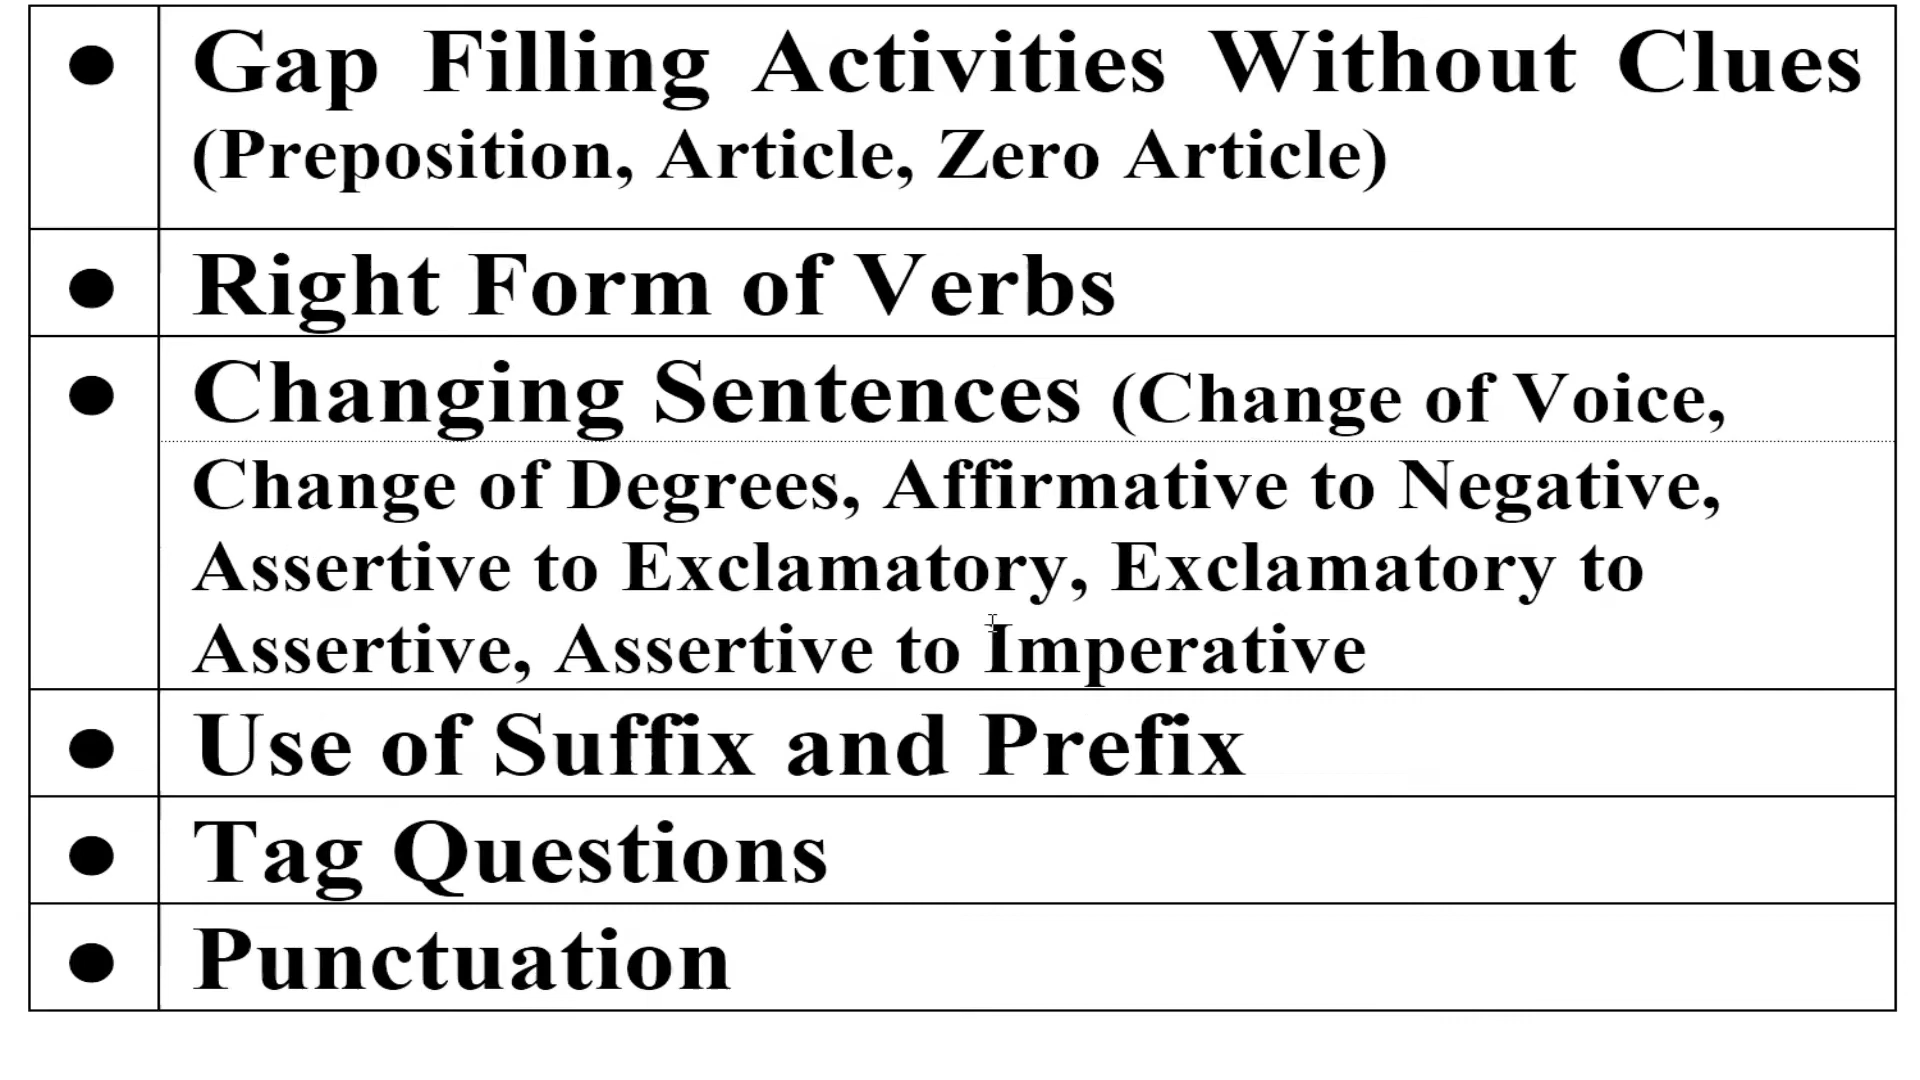 ● Gap Filling Activities Without Clues
(Preposition, Article, Zero Article)
● Right Form of Verbs
● Changing Sentences (Change of Voice,
Change of Degrees, Affirmative to Negative,
Assertive to Exclamatory, Exclamatory to
Assertive, Assertive to Imperative
● Use of Suffix and Prefix
● Tag Questions
● Punctuation